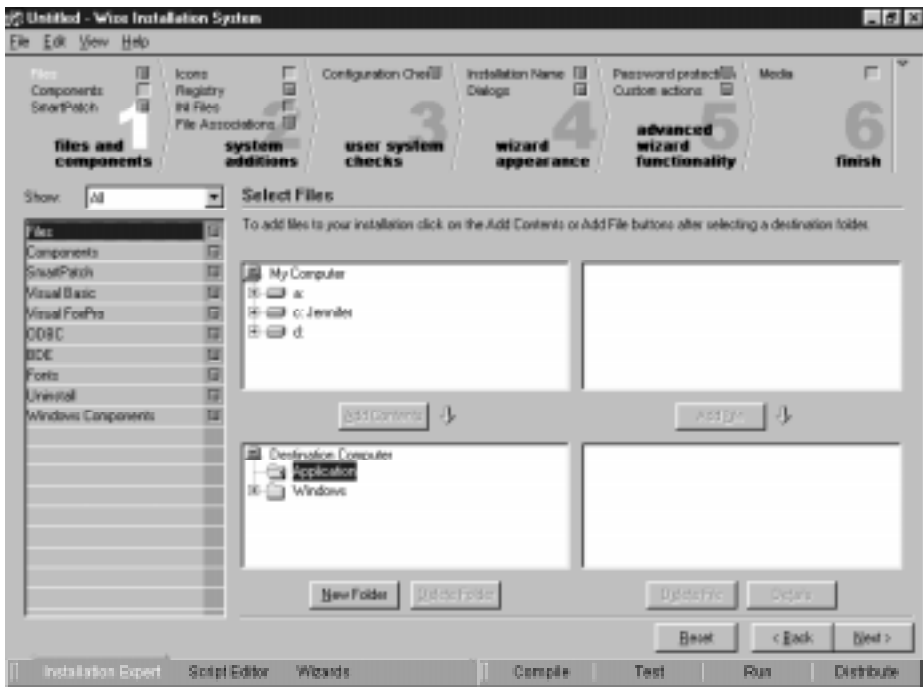 Untitled - Wise Installation System
File Edit View Help
Files
Components
SmartPatch
1
files and
components
Icons
Registry
INI Files
File Associations
2
system
additions
Configuration Check
3
user system
checks
Installation Name
Dialogs
4
wizard
appearance
Password protecti
Custom actions
5
advanced
wizard
functionality
Media
6
finish
Show: All
Select Files
To add files to your installation click on the Add Contents or Add File buttons after selecting a destination folder.
Files
Components
SmartPatch
Visual Basic
Visual FoxPro
ODBC
BDE
Fonts
Uninstall
Windows Components
My Computer
a:
c: Jennifer
d:
Add Contents
Add File
Destination Computer
Application
Windows
New Folder
Delete Folder
Delete File
Details
Reset
< Back
Next >
Installation Expert
Script Editor
Wizards
Compile
Test
Run
Distribute